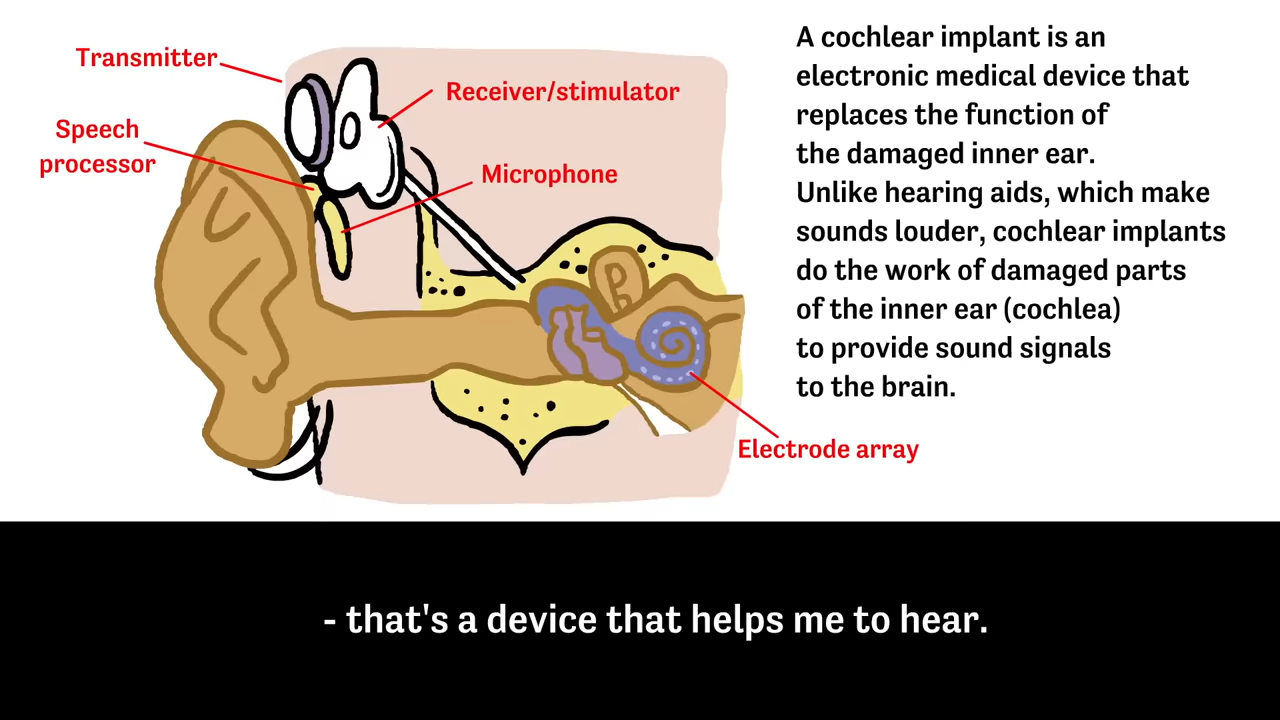 Transmitter
Receiver/stimulator
Speech
processor
Microphone
Electrode array
A cochlear implant is an
electronic medical device that
replaces the function of
the damaged inner ear.
Unlike hearing aids, which make
sounds louder, cochlear implants
do the work of damaged parts
of the inner ear (cochlea)
to provide sound signals
to the brain.
- that's a device that helps me to hear.